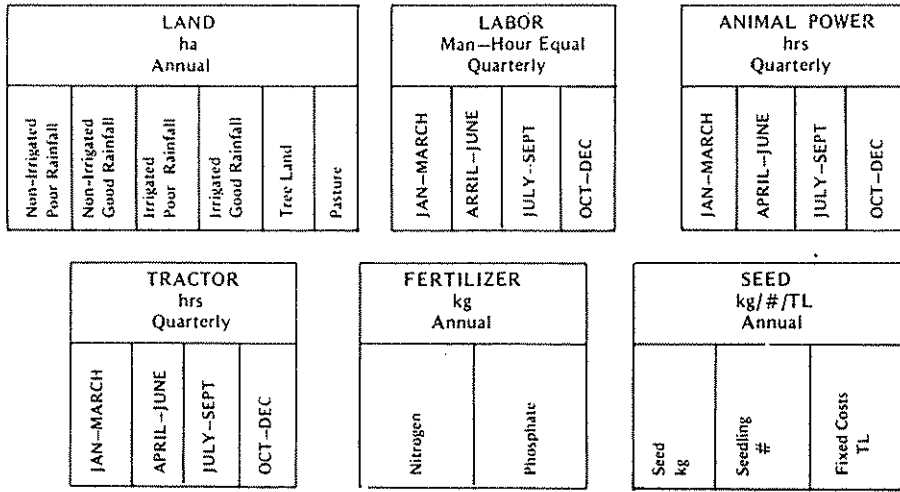 LAND
ha
Annual
Non-Irrigated
Pour Rainfall
Non-Irrigated
Good Rainfall
Irrigated
Pour Rainfall
Irrigated
Good Rainfall
Tree Land
Pasture
LABOR
Man-Hour Equal
Quarterly
JAN-MARCH
ARRIL-JUNE
JULY-SEPT
OCT-DEC
ANIMAL POWER
hrs
Quarterly
JAN-MARCH
APRIL-JUNE
JULY-SEPT
OCT-DEC
TRACTOR
hrs
Quarterly
JAN-MARCH
APRIL-JUNE
JULY-SEPT
OCT-DEC
FERTILIZER
kg
Annual
Nitrogen
Phosphate
SEED
kg/#/TL
Annual
Seed
kg
Seedling
#
Fixed Costs
TL